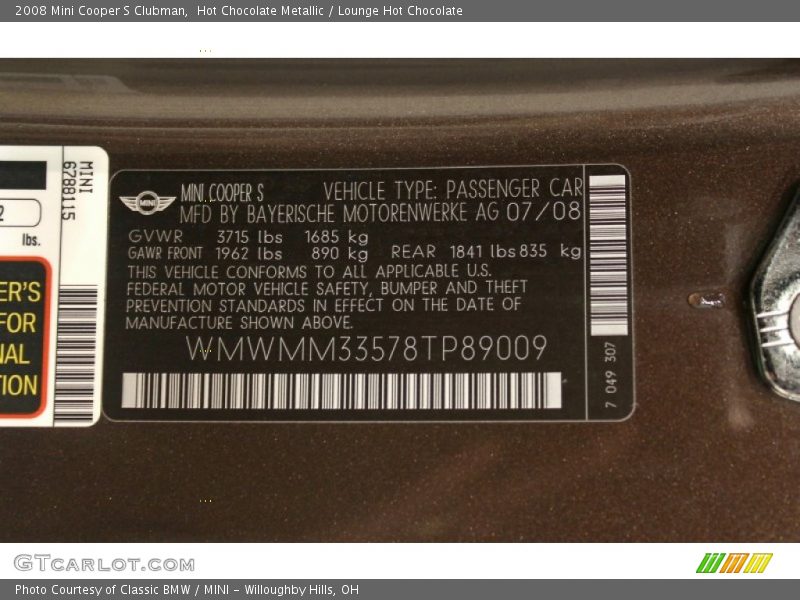 2008 Mini Cooper S Clubman,  Hot Chocolate Metallic / Lounge Hot Chocolate
MINI
6788115
2
lbs.
ER'S
FOR
NAL
TION
MINI
MINI COOPER S VEHICLE TYPE: PASSENGER CAR
MFD BY BAYERISCHE MOTORENWERKE AG 07/08
GVWR 3715 lbs 1685 kg
GAWR FRONT 1962 lbs 890 kg REAR 1841 lbs 835 kg
THIS VEHICLE CONFORMS TO ALL APPLICABLE U.S.
FEDERAL MOTOR VEHICLE SAFETY, BUMPER AND THEFT
PREVENTION STANDARDS IN EFFECT ON THE DATE OF
MANUFACTURE SHOWN ABOVE.
WMWMM33578TP89009
7 049 307
GTCARLOT.COM
Photo Courtesy of Classic BMW / MINI - Willoughby Hills, OH